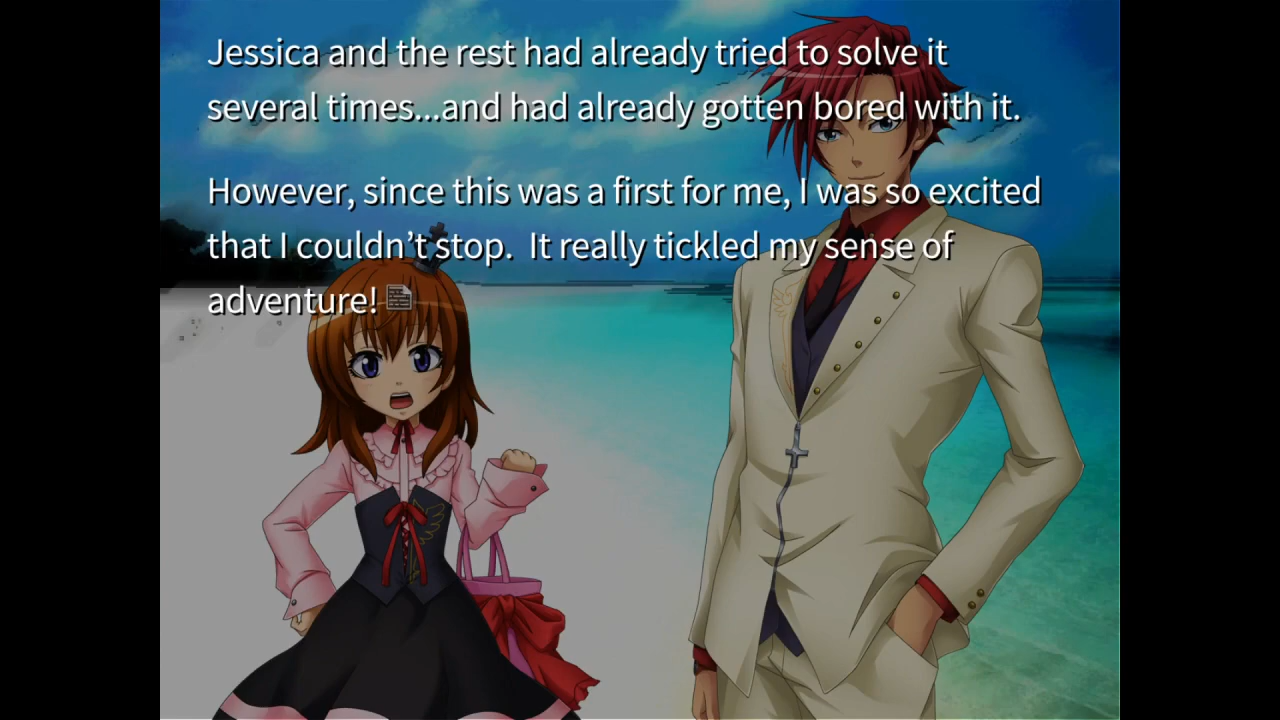 Jessica and the rest had already tried to solve it
several times...and had already gotten bored with it.
However, since this was a first for me, I was so excited
that I couldn’t stop.  It really tickled my sense of
adventure!